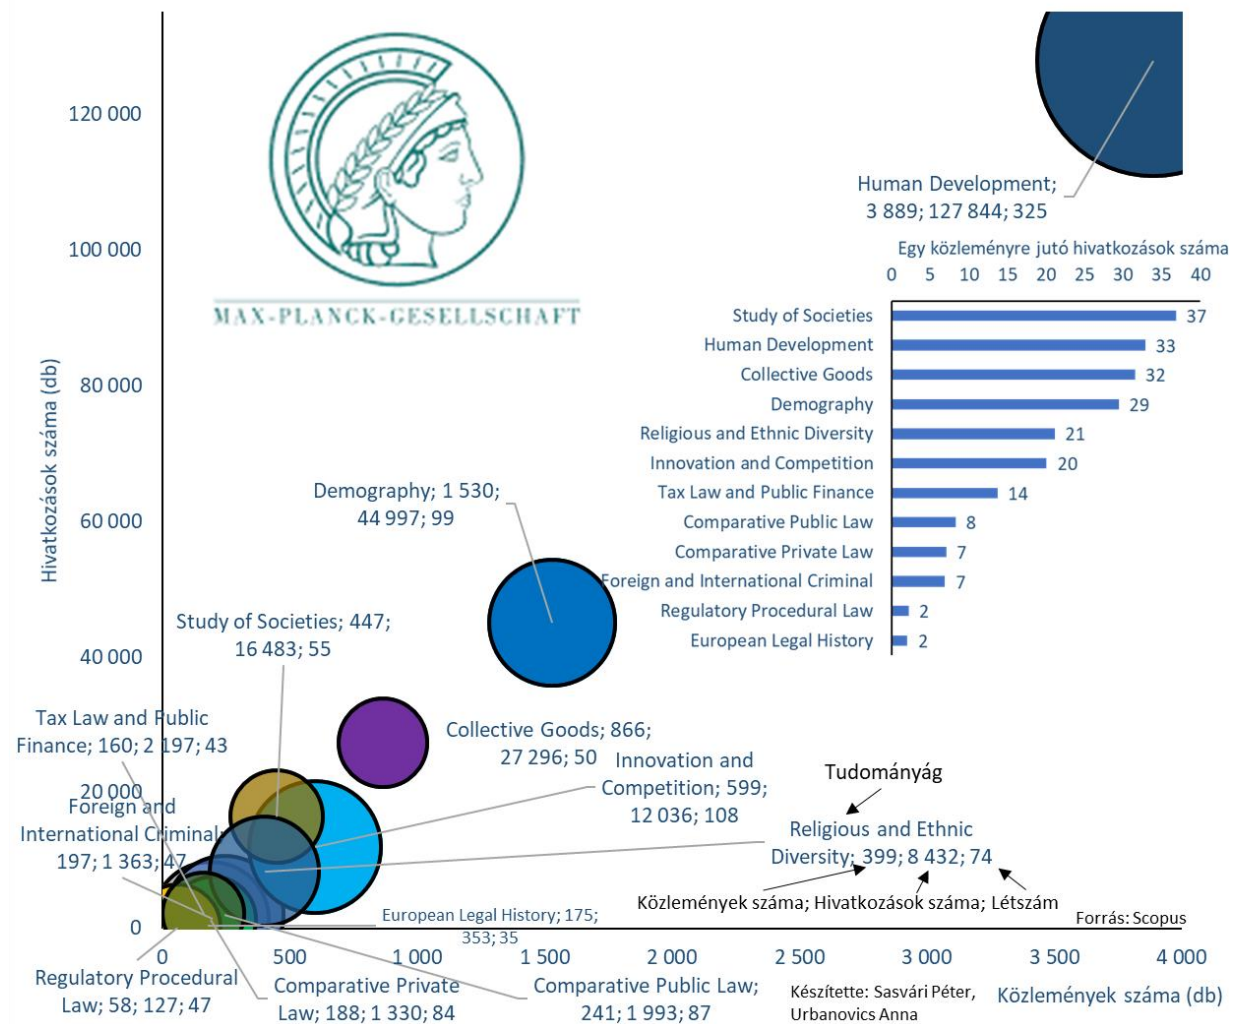 120 000
100 000
80 000
60 000
40 000
20 000
0
Hivatkozások száma (db)
MAX-PLANCK-GESELLSCHAFT
Human Development;
3 889; 127 844; 325
Egy közleményre jutó hivatkozások száma
0 5 10 15 20 25 30 35 40
Study of Societies 37
Human Development 33
Collective Goods 32
Demography 29
Religious and Ethnic Diversity 21
Innovation and Competition 20
Tax Law and Public Finance 14
Comparative Public Law 8
Comparative Private Law 7
Foreign and International Criminal 7
Regulatory Procedural Law 2
European Legal History 2
Demography; 1 530;
44 997; 99
Study of Societies; 447;
16 483; 55
Tax Law and Public
Finance; 160; 2 197; 43
Collective Goods; 866;
27 296; 50
Innovation and
Competition; 599;
12 036; 108
Foreign and
International Criminal;
197; 1 363; 47
Tudományág
Religious and Ethnic
Diversity; 399; 8 432; 74
Közlemények száma; Hivatkozások száma; Létszám
Forrás: Scopus
European Legal History; 175;
353; 35
0 500 1 000 1 500 2 000 2 500 3 000 3 500 4 000
Regulatory Procedural
Law; 58; 127; 47
Comparative Private
Law; 188; 1 330; 84
Comparative Public Law;
241; 1 993; 87
Készítette: Sasvári Péter,
Urbanovics Anna
Közlemények száma (db)